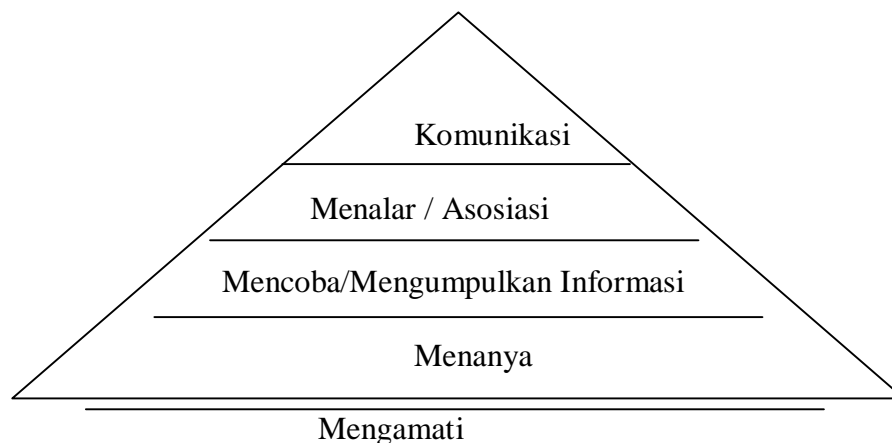 Komunikasi
Menalar / Asosiasi
Mencoba/Mengumpulkan Informasi
Menanya
Mengamati